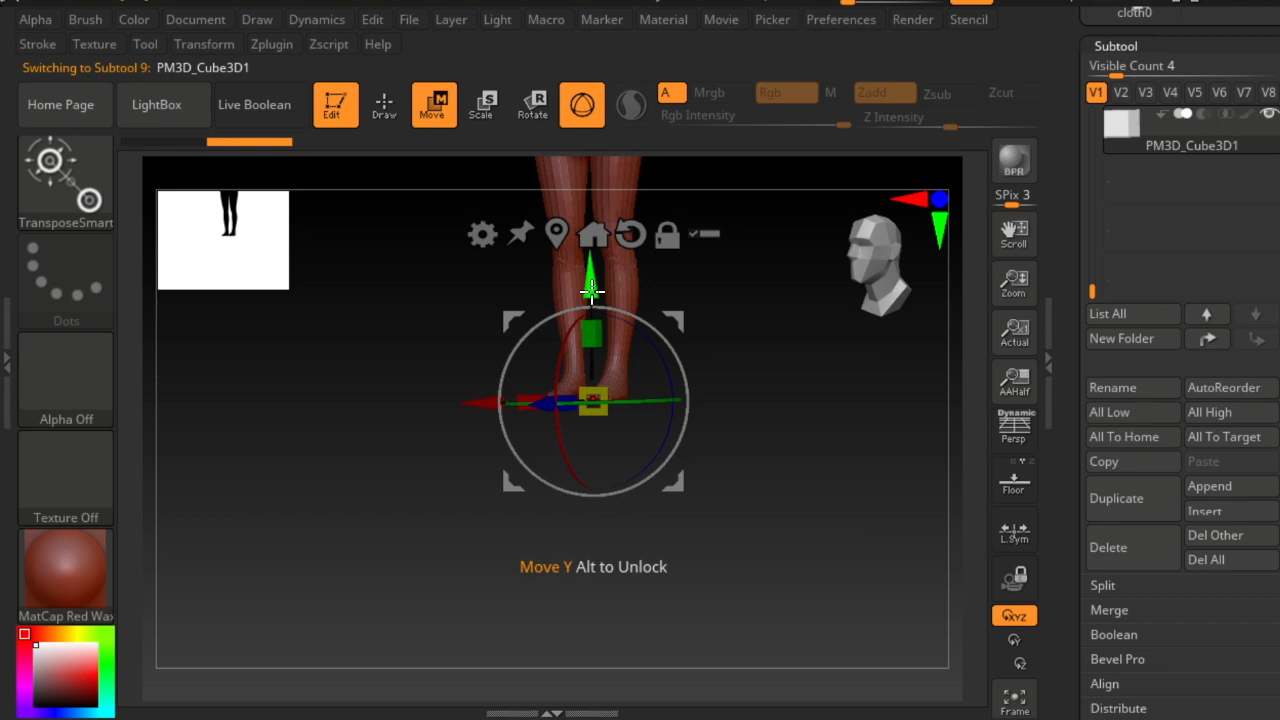 Alpha Brush Color Document Draw Dynamics Edit File Layer Light Macro Marker Material Movie Picker Preferences Render Stencil
Stroke Texture Tool Transform Zplugin Zscript Help
Switching to Subtool 9: PM3D_Cube3D1
Home Page LightBox Live Boolean Edit Draw Move Scale Rotate A Mrgb Rgb M Zadd Zsub Zcut
Rgb Intensity Z Intensity
TransposeSmart
Dots
Alpha Off
Texture Off
MatCap Red Wax
Move Y Alt to Unlock
BPR
SPix 3
Scroll
Zoom
Actual
AAHalf
Dynamic
Persp
Floor
L.Sym
XYZ
Frame
cloth0
Subtool
Visible Count 4
V1 V2 V3 V4 V5 V6 V7 V8
PM3D_Cube3D1
List All
New Folder
Rename AutoReorder
All Low All High
All To Home All To Target
Copy Paste
Duplicate Append
Insert
Delete Del Other
Del All
Split
Merge
Boolean
Bevel Pro
Align
Distribute